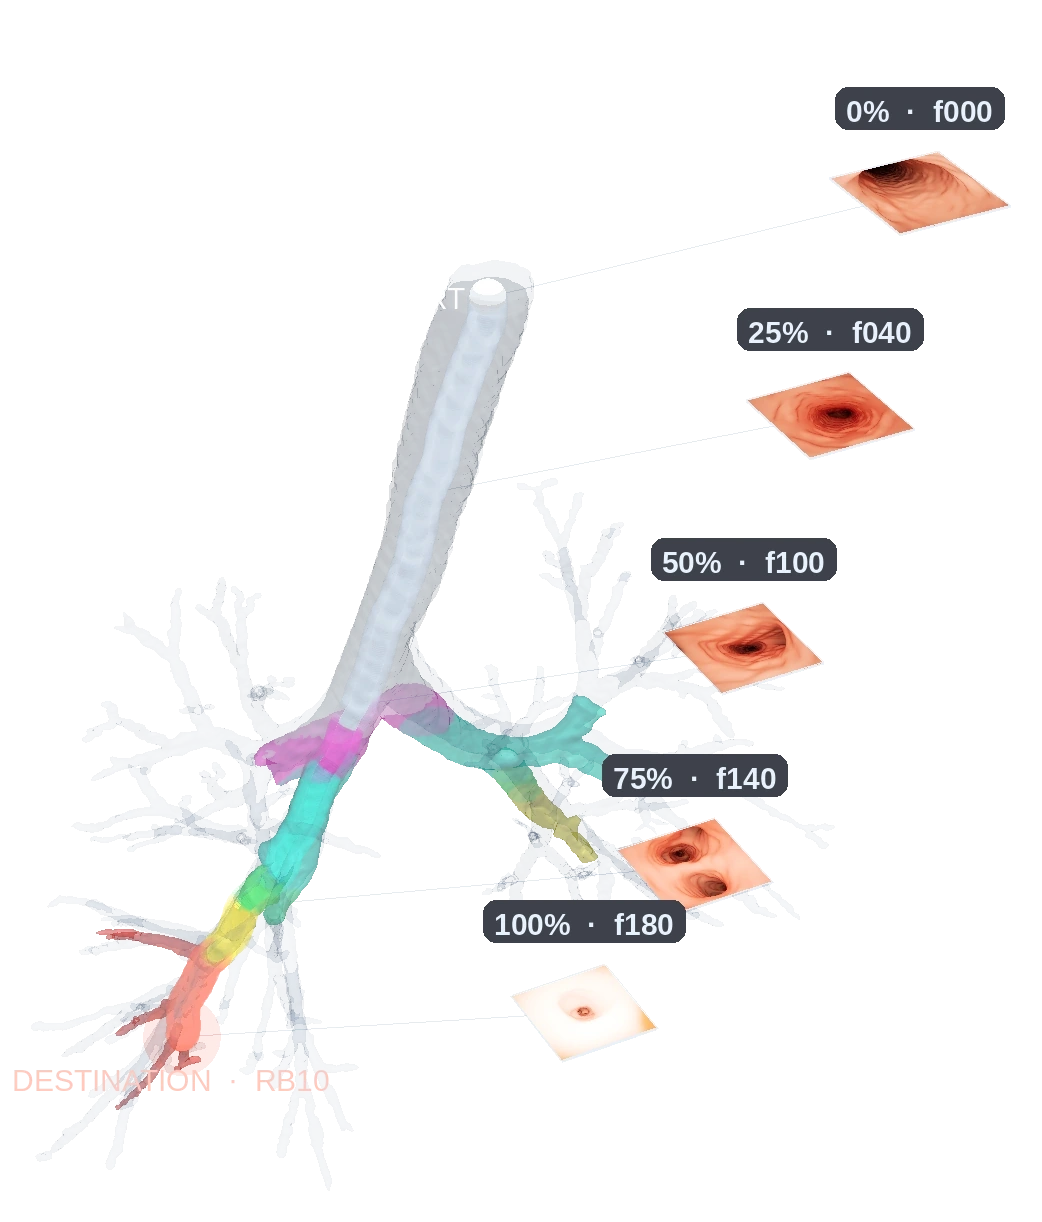 0% · f000
25% · f040
50% · f100
75% · f140
100% · f180
DESTINATION · RB10